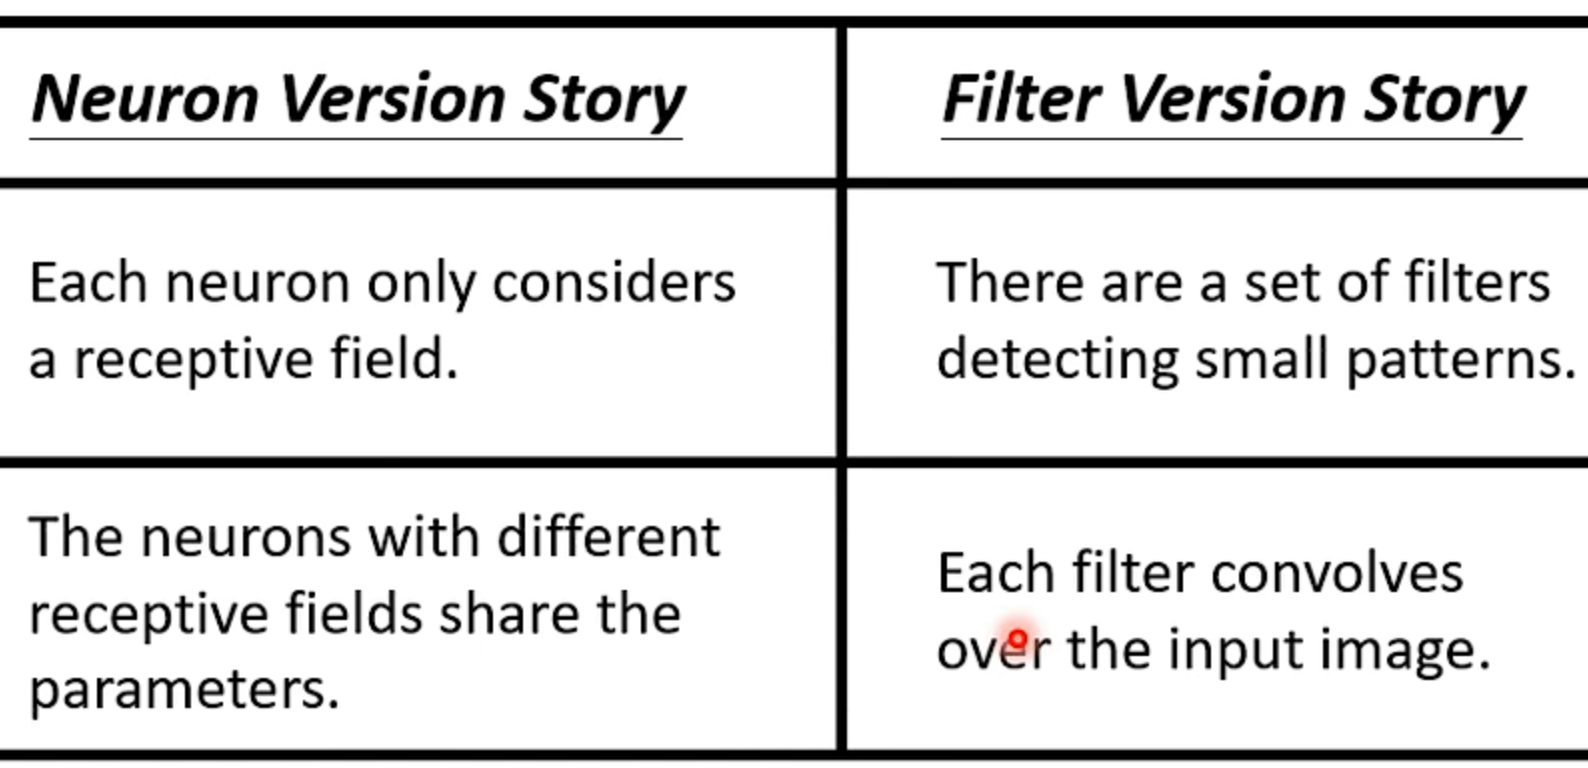 Neuron Version Story
Filter Version Story
Each neuron only considers
a receptive field.
There are a set of filters
detecting small patterns.
The neurons with different
receptive fields share the
parameters.
Each filter convolves
over the input image.